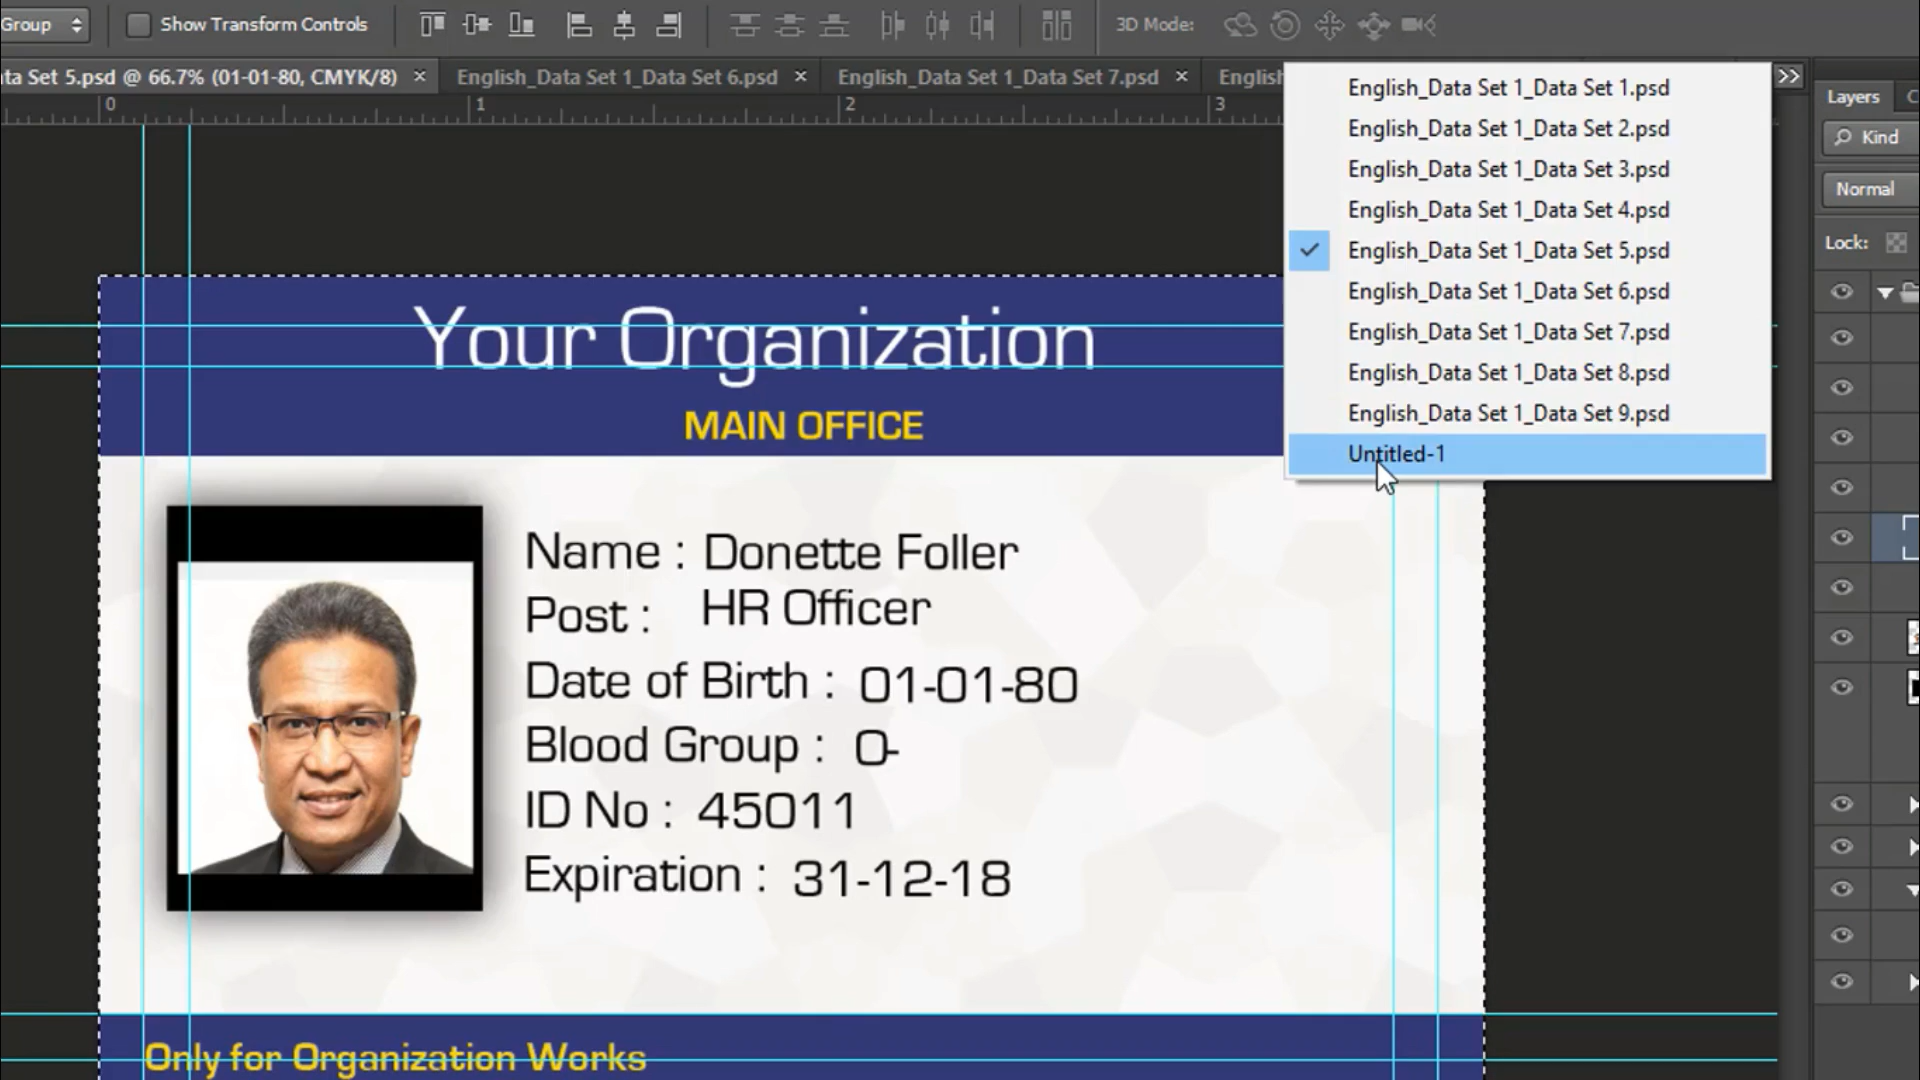 Group
Show Transform Controls
3D Mode:
ta Set 5.psd @ 66.7% (01-01-80, CMYK/8) ×
English_Data Set 1_Data Set 6.psd ×
English_Data Set 1_Data Set 7.psd ×
English
0 1 2 3
English_Data Set 1_Data Set 1.psd
English_Data Set 1_Data Set 2.psd
English_Data Set 1_Data Set 3.psd
English_Data Set 1_Data Set 4.psd
English_Data Set 1_Data Set 5.psd
English_Data Set 1_Data Set 6.psd
English_Data Set 1_Data Set 7.psd
English_Data Set 1_Data Set 8.psd
English_Data Set 1_Data Set 9.psd
Untitled-1
Layers
Kind
Normal
Lock:
Your Organization
MAIN OFFICE
Name : Donette Foller
Post : HR Officer
Date of Birth : 01-01-80
Blood Group : O-
ID No : 45011
Expiration : 31-12-18
Only for Organization Works